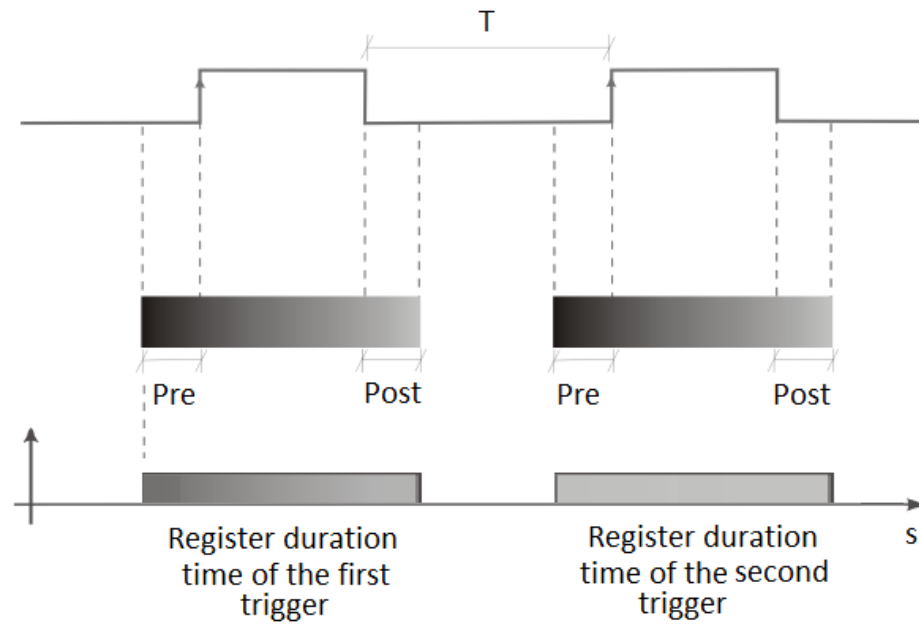 T
Pre
Post
Pre
Post
s
Register duration
time of the first
trigger
Register duration
time of the second
trigger